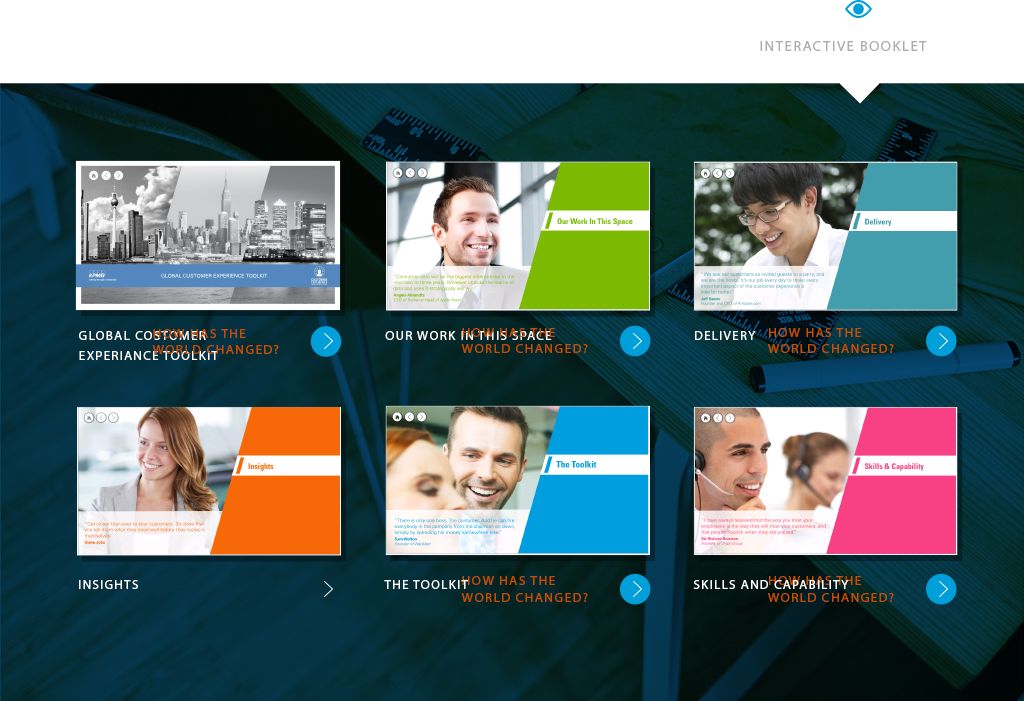 INTERACTIVE BOOKLET
KPMG
GLOBAL CUSTOMER EXPERIENCE TOOLKIT
Our Work In This Space
Angela Ahrendts
Delivery
"We see our customers as invited guests to a party, and
we are the hosts. It's our job every day to make every
important aspect of the customer experience a
little bit better."
Jeff Bezos
Founder and CEO of Amazon.com
GLOBAL CUSTOMER
EXPERIANCE TOOLKIT
HOW HAS THE
WORLD CHANGED?
OUR WORK IN THIS SPACE
HOW HAS THE
WORLD CHANGED?
DELIVERY
HOW HAS THE
WORLD CHANGED?
Insights
"Get closer than ever to your customers. So close that
you tell them what they need well before they realise it
themselves."
Steve Jobs
The Toolkit
"There is only one boss. The customer. And he can fire
everybody in the company from the chairman on down,
simply by spending his money somewhere else."
Sam Walton
Founder of Wal-Mart
Skills & Capability
"I have always believed that the way you treat your
employees is the way they will treat your customers, and
that people flourish when they are praised."
Sir Richard Branson
Founder of Virgin Group
INSIGHTS
THE TOOLKIT
HOW HAS THE
WORLD CHANGED?
SKILLS AND CAPABILITY
HOW HAS THE
WORLD CHANGED?